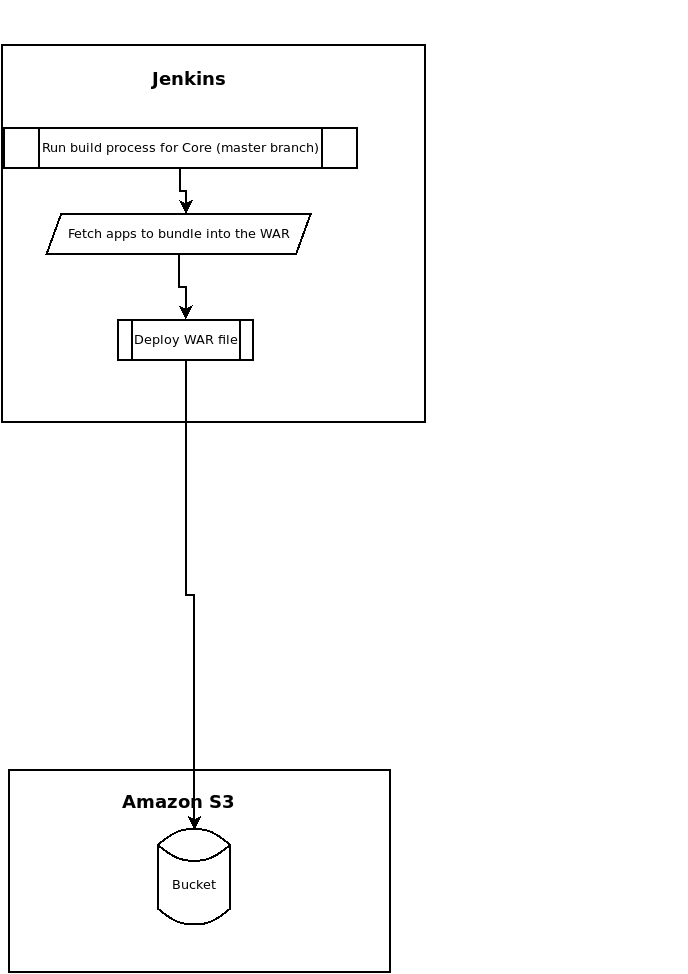 Jenkins
Run build process for Core (master branch)
Fetch apps to bundle into the WAR
Deploy WAR file
Amazon S3
Bucket